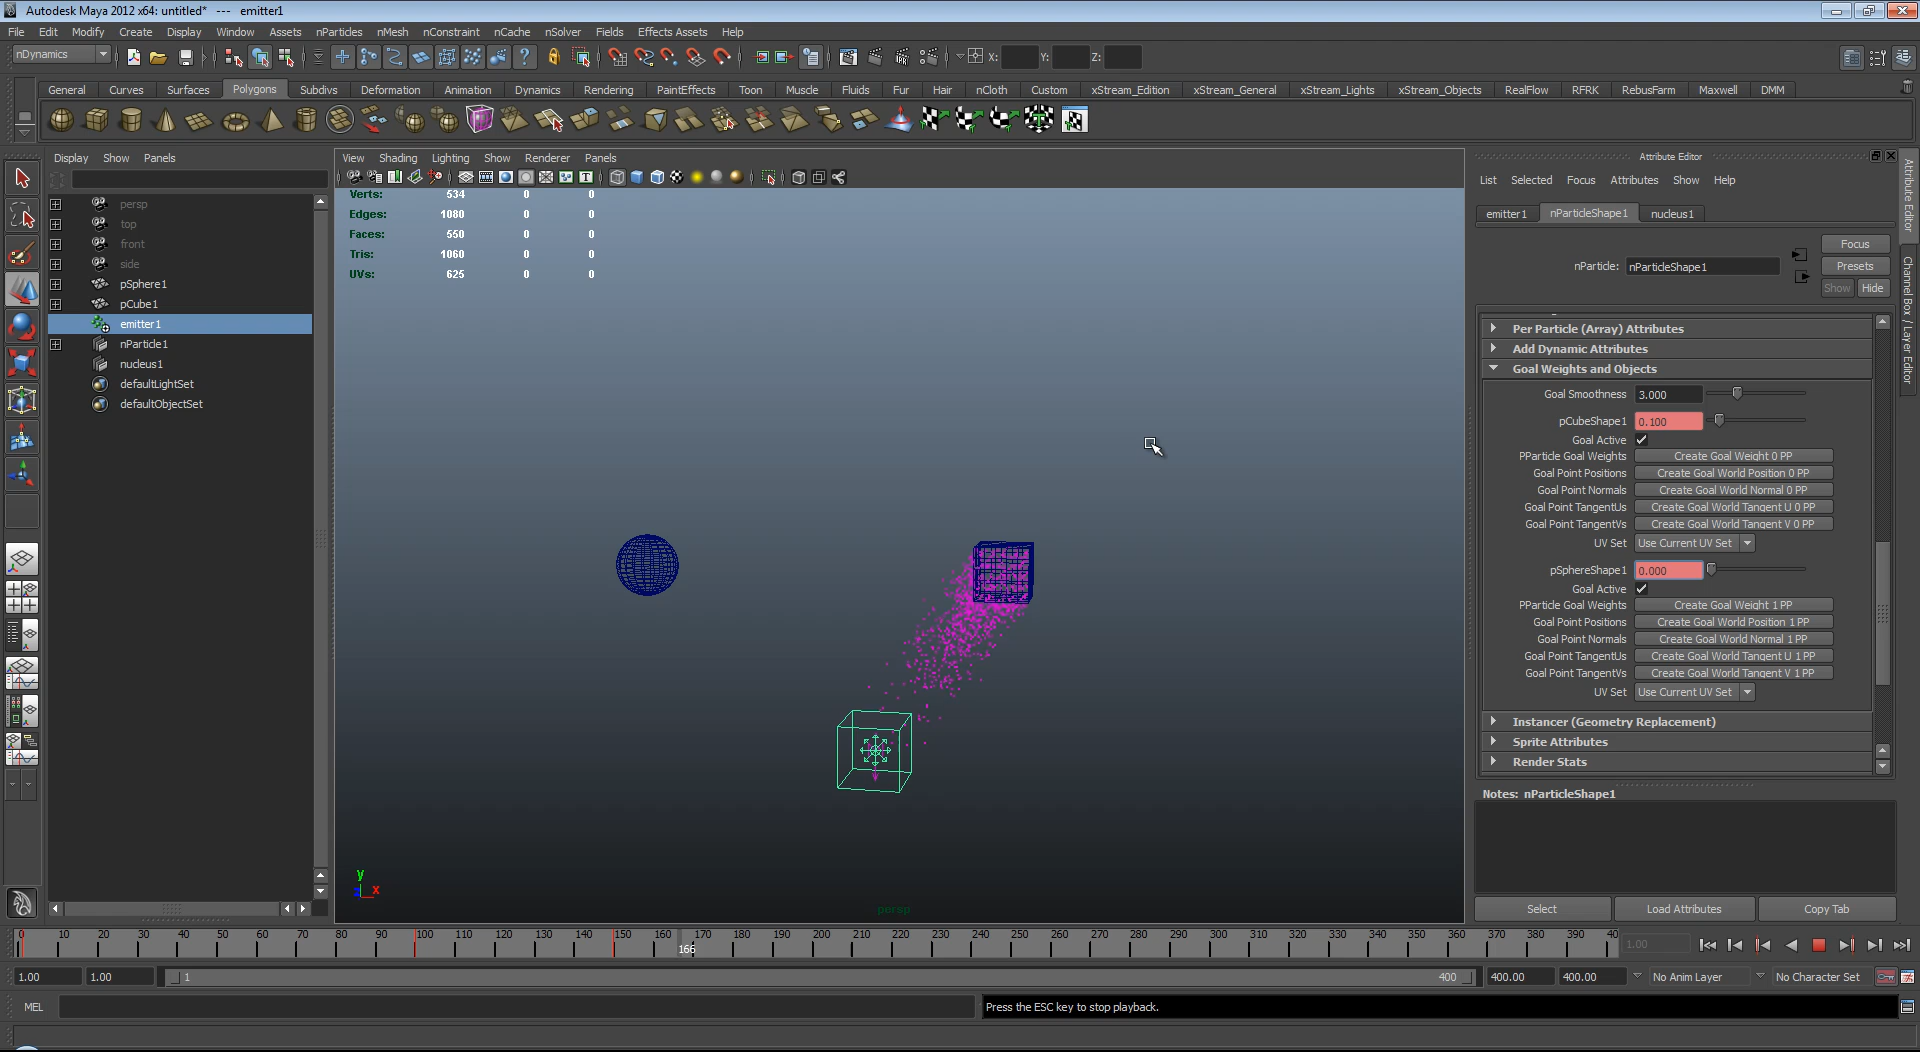 Autodesk Maya 2012 x64: untitled* --- emitter1
File Edit Modify Create Display Window Assets nParticles nMesh nConstraint nCache nSolver Fields Effects Assets Help
nDynamics X: Y: Z:
General Curves Surfaces Polygons Subdivs Deformation Animation Dynamics Rendering PaintEffects Toon Muscle Fluids Fur Hair nCloth Custom xStream_Edition xStream_General xStream_Lights xStream_Objects RealFlow RFRK RebusFarm Maxwell DMM
Display Show Panels
persp
top
front
side
pSphere1
pCube1
emitter1
nParticle1
nucleus1
defaultLightSet
defaultObjectSet
View Shading Lighting Show Renderer Panels
Verts: 534 0 0
Edges: 1080 0 0
Faces: 550 0 0
Tris: 1060 0 0
UVs: 625 0 0
y
z x
persp
Attribute Editor
List Selected Focus Attributes Show Help
emitter1 nParticleShape1 nucleus1
nParticle: nParticleShape1
Focus
Presets
Show Hide
Per Particle (Array) Attributes
Add Dynamic Attributes
Goal Weights and Objects
Goal Smoothness 3.000
pCubeShape1 0.100
Goal Active
PParticle Goal Weights Create Goal Weight 0 PP
Goal Point Positions Create Goal World Position 0 PP
Goal Point Normals Create Goal World Normal 0 PP
Goal Point TangentUs Create Goal World Tangent U 0 PP
Goal Point TangentVs Create Goal World Tangent V 0 PP
UV Set Use Current UV Set
pSphereShape1 0.000
Goal Active
PParticle Goal Weights Create Goal Weight 1 PP
Goal Point Positions Create Goal World Position 1 PP
Goal Point Normals Create Goal World Normal 1 PP
Goal Point TangentUs Create Goal World Tangent U 1 PP
Goal Point TangentVs Create Goal World Tangent V 1 PP
UV Set Use Current UV Set
Instancer (Geometry Replacement)
Sprite Attributes
Render Stats
Notes: nParticleShape1
Select Load Attributes Copy Tab
Attribute Editor
Channel Box / Layer Editor
0 10 20 30 40 50 60 70 80 90 100 110 120 130 140 150 160 170 180 190 200 210 220 230 240 250 260 270 280 290 300 310 320 330 340 350 360 370 380 390 40
166
1.00
1.00 1.00 1 400 400.00 400.00 No Anim Layer No Character Set
MEL Press the ESC key to stop playback.